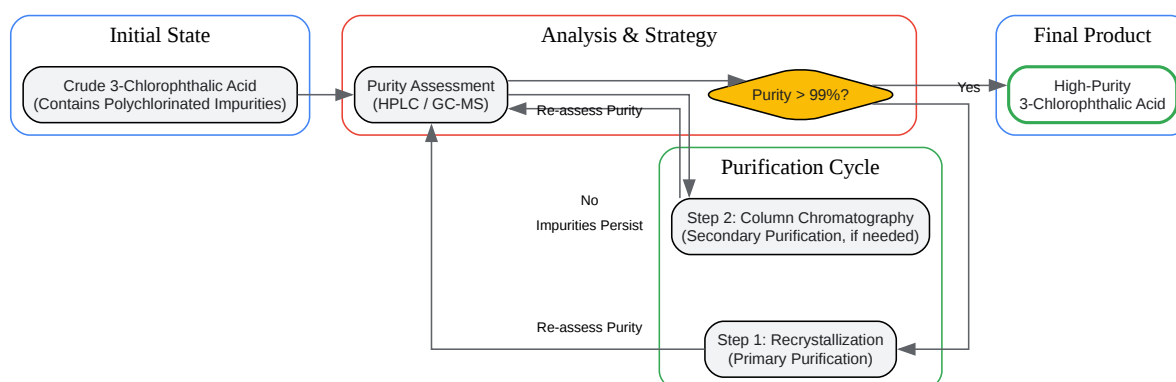 Initial State
Analysis & Strategy
Final Product
Crude 3-Chlorophthalic Acid
(Contains Polychlorinated Impurities)
Purity Assessment
(HPLC / GC-MS)
Purity > 99%?
Yes
High-Purity
3-Chlorophthalic Acid
Re-assess Purity
Purification Cycle
No
Impurities Persist
Step 2: Column Chromatography
(Secondary Purification, if needed)
Re-assess Purity
Step 1: Recrystallization
(Primary Purification)